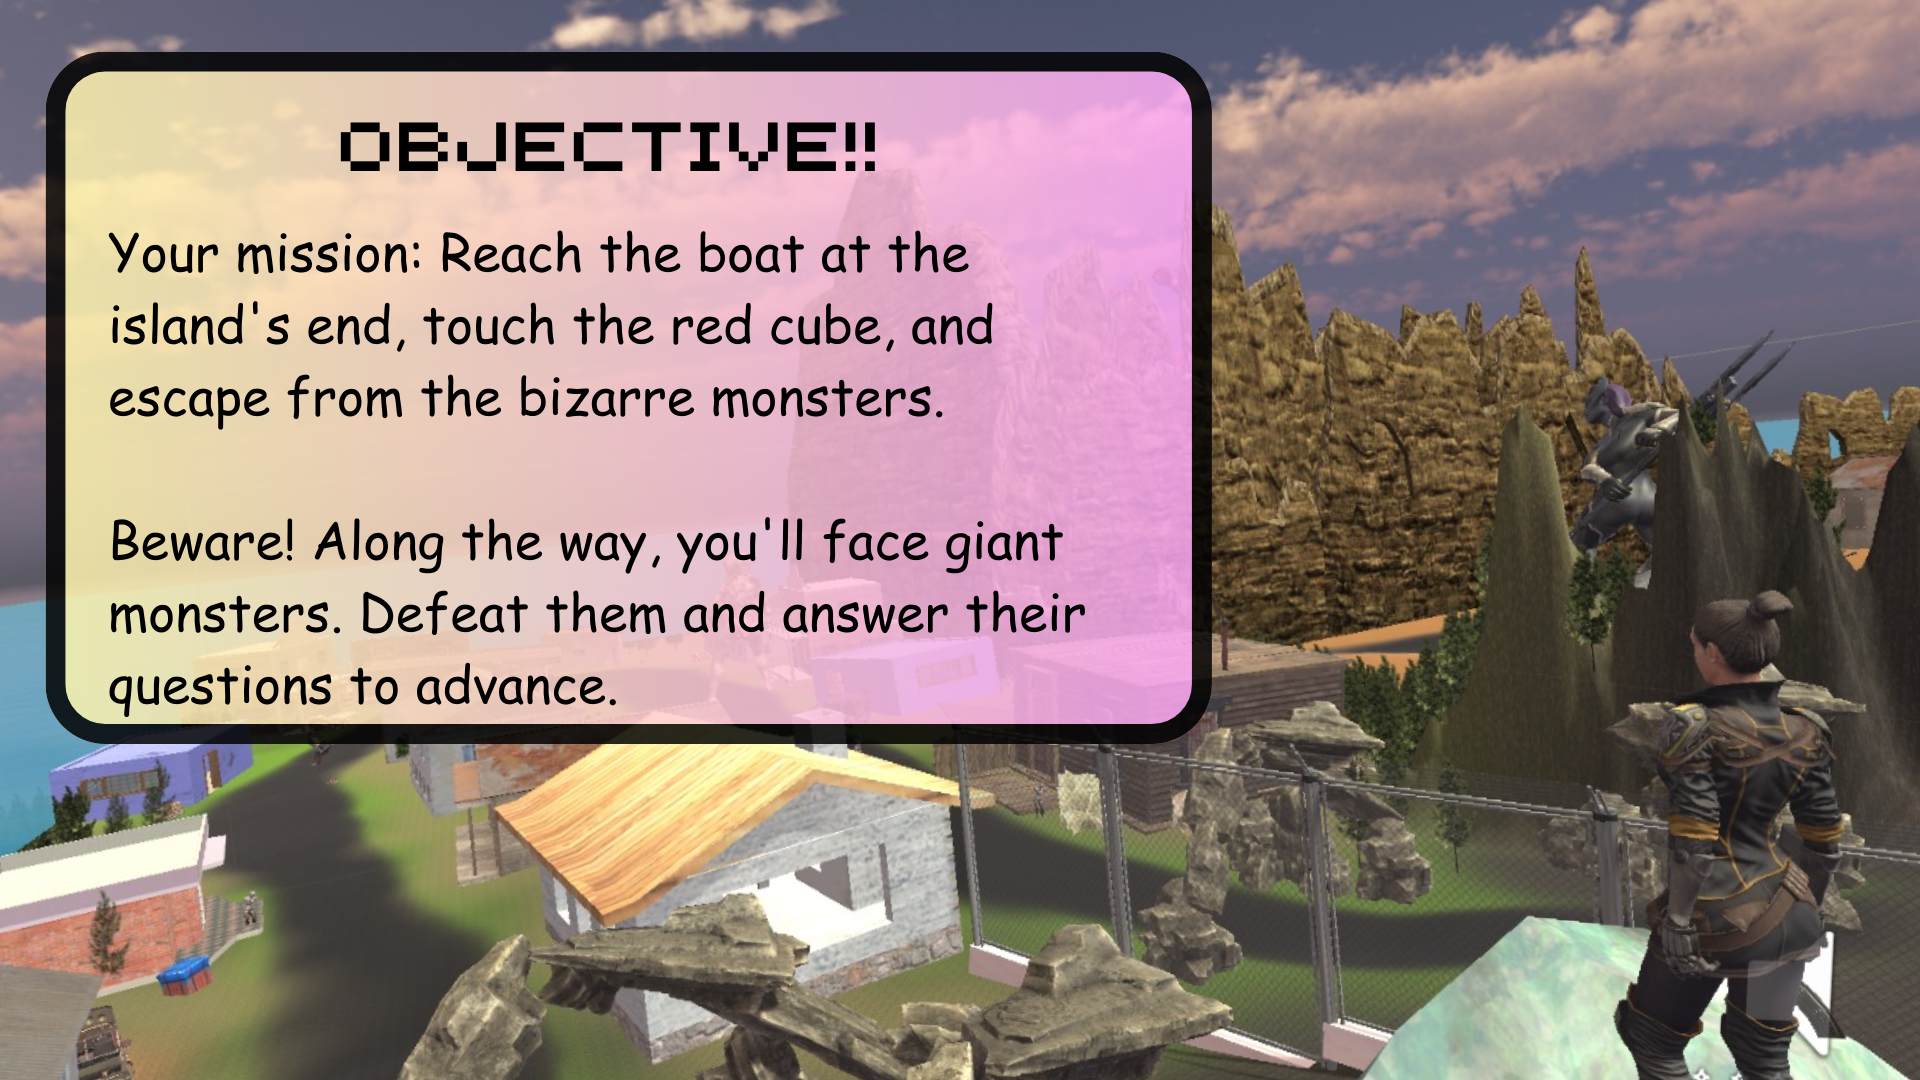 OBJECTIVE!!
Your mission: Reach the boat at the
island's end, touch the red cube, and
escape from the bizarre monsters.
Beware! Along the way, you'll face giant
monsters. Defeat them and answer their
questions to advance.